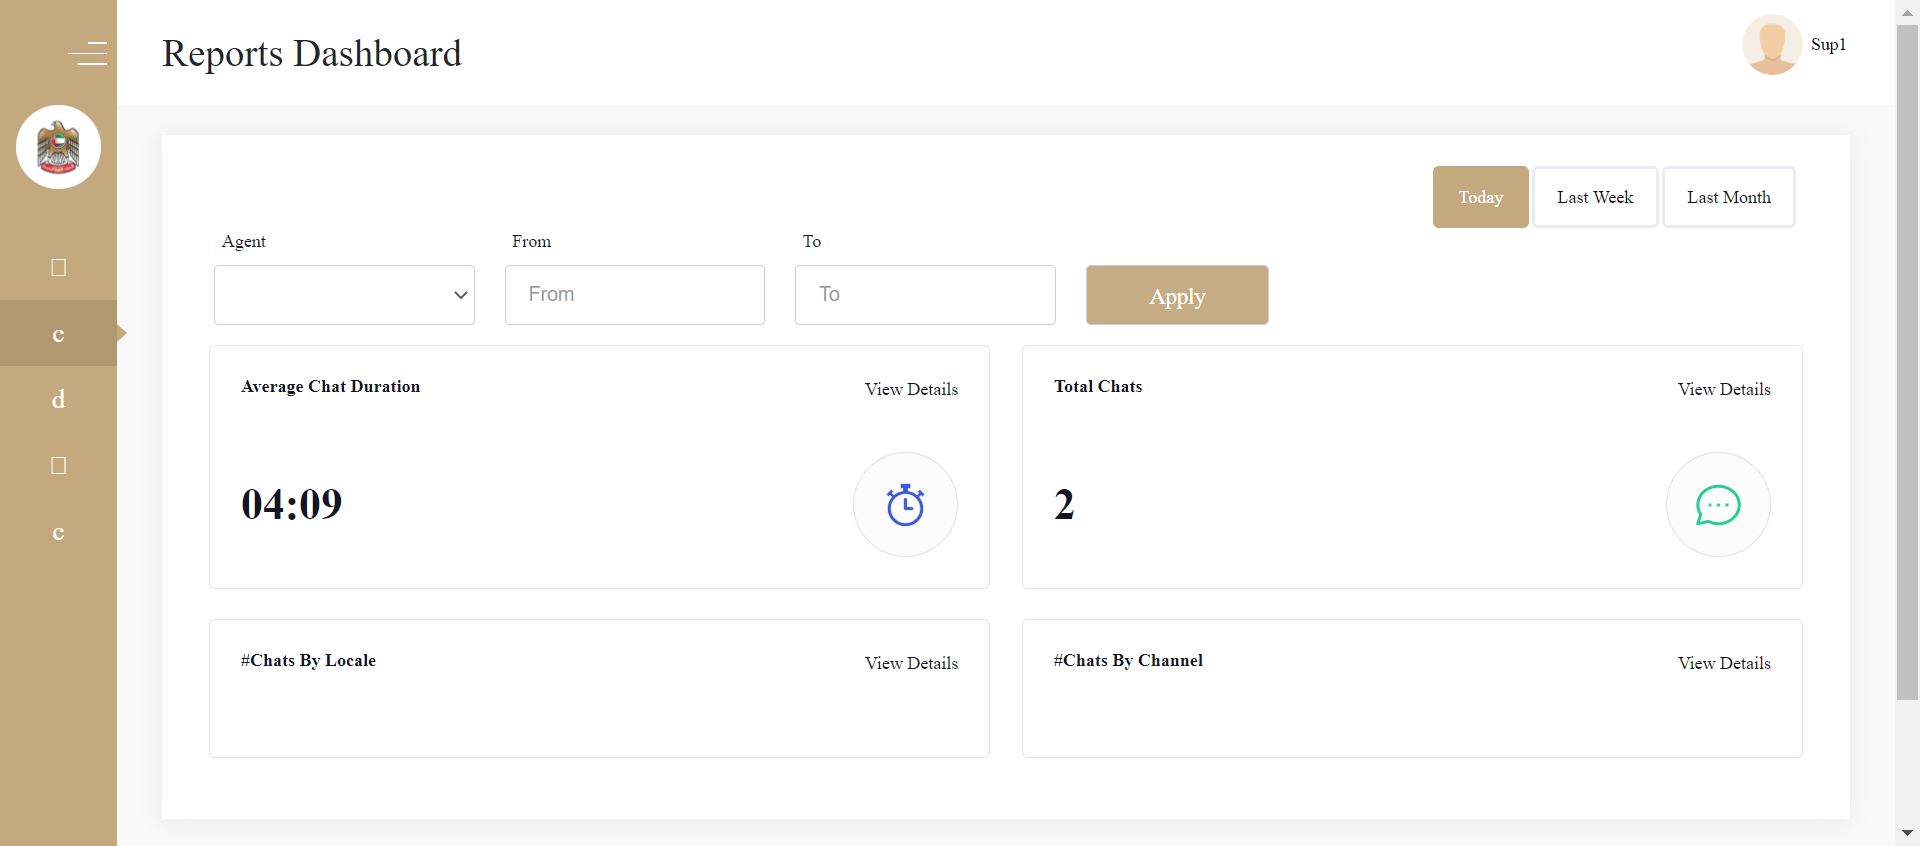 Reports Dashboard
Sup1
Today
Last Week
Last Month
Agent
From
To
From
To
Apply
c
d
c
Average Chat Duration
View Details
04:09
Total Chats
View Details
2
#Chats By Locale
View Details
#Chats By Channel
View Details